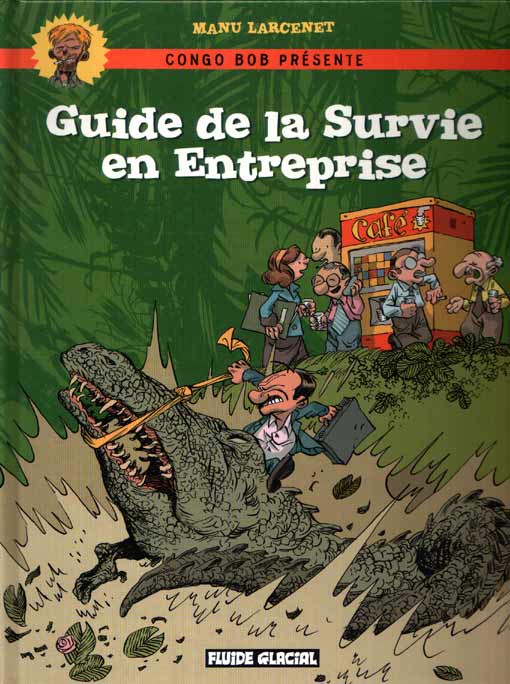 MANU LARCENET
CONGO BOB PRÉSENTE
Guide de la Survie
en Entreprise
Café
FLUIDE GLACIAL